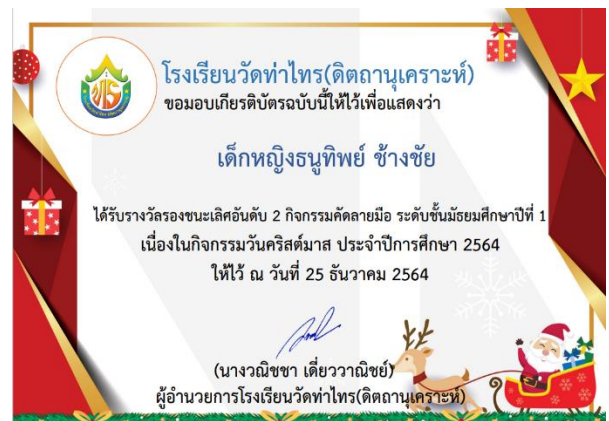 โรงเรียนวัดท่าไทร(ดิตถานุเคราะห์)
ขอมอบเกียรติบัตรฉบับนี้ให้ไว้เพื่อแสดงว่า
เด็กหญิงธนูทิพย์ ช้างชัย
ได้รับรางวัลรองชนะเลิศอันดับ 2 กิจกรรมคัดลายมือ ระดับชั้นมัธยมศึกษาปีที่ 1
เนื่องในกิจกรรมวันคริสต์มาส ประจำปีการศึกษา 2564
ให้ไว้ ณ วันที่ 25 ธันวาคม 2564
(นางวณิชชา เดี่ยววาณิชย์)
ผู้อำนวยการโรงเรียนวัดท่าไทร(ดิตถานุเคราะห์)